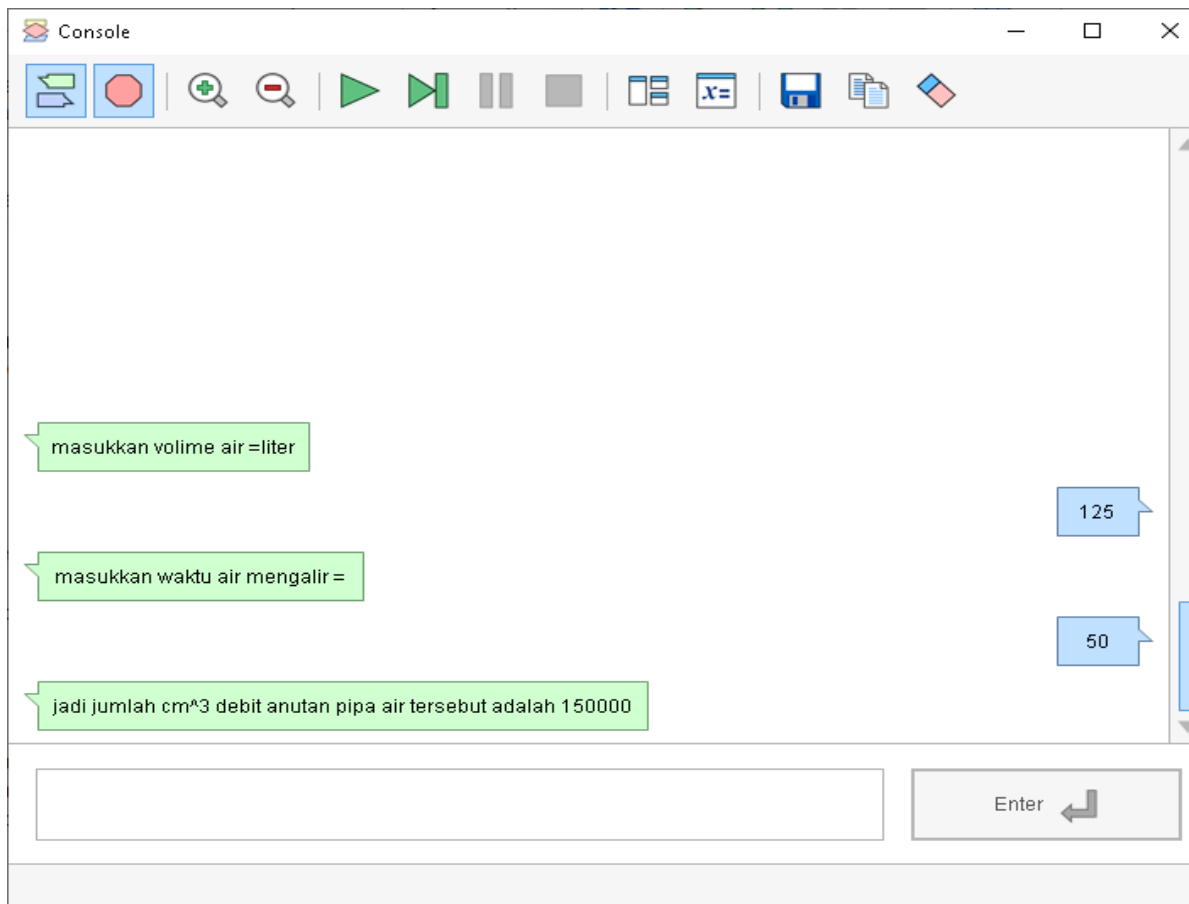 Console
x=
masukkan volime air =liter
125
masukkan waktu air mengalir =
50
jadi jumlah cm^3 debit anutan pipa air tersebut adalah 150000
Enter